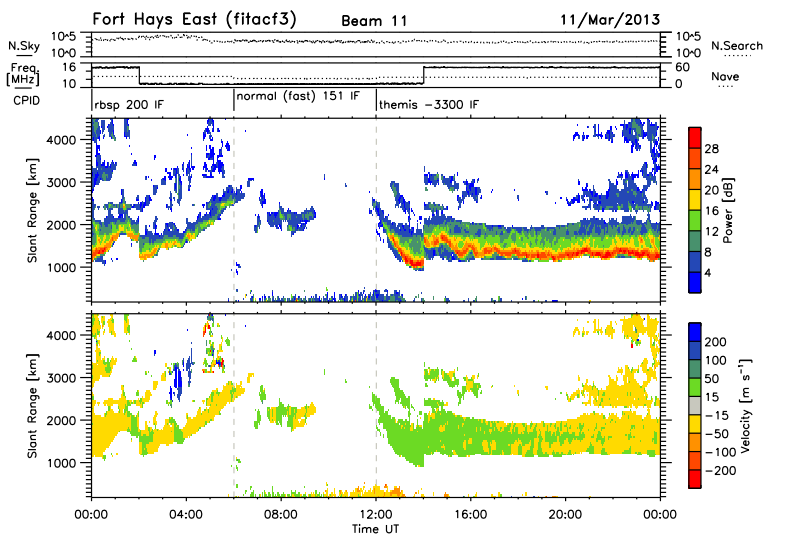 Fort Hays East (fitacf3) Beam 11 11/Mar/2013
N.Sky 10^5 10^0 10^5 10^0 N.Search
Freq. [MHz] 16 10 60 0 Nave
CPID rbsp 200 IF normal (fast) 151 IF themis −3300 IF
4000
3000
2000
1000
Slant Range [km]
28
24
20
16
12
8
4
Power [dB]
4000
3000
2000
1000
Slant Range [km]
200
100
50
15
−15
−50
−100
−200
Velocity [m s⁻¹]
00:00 04:00 08:00 12:00 16:00 20:00 00:00
Time UT